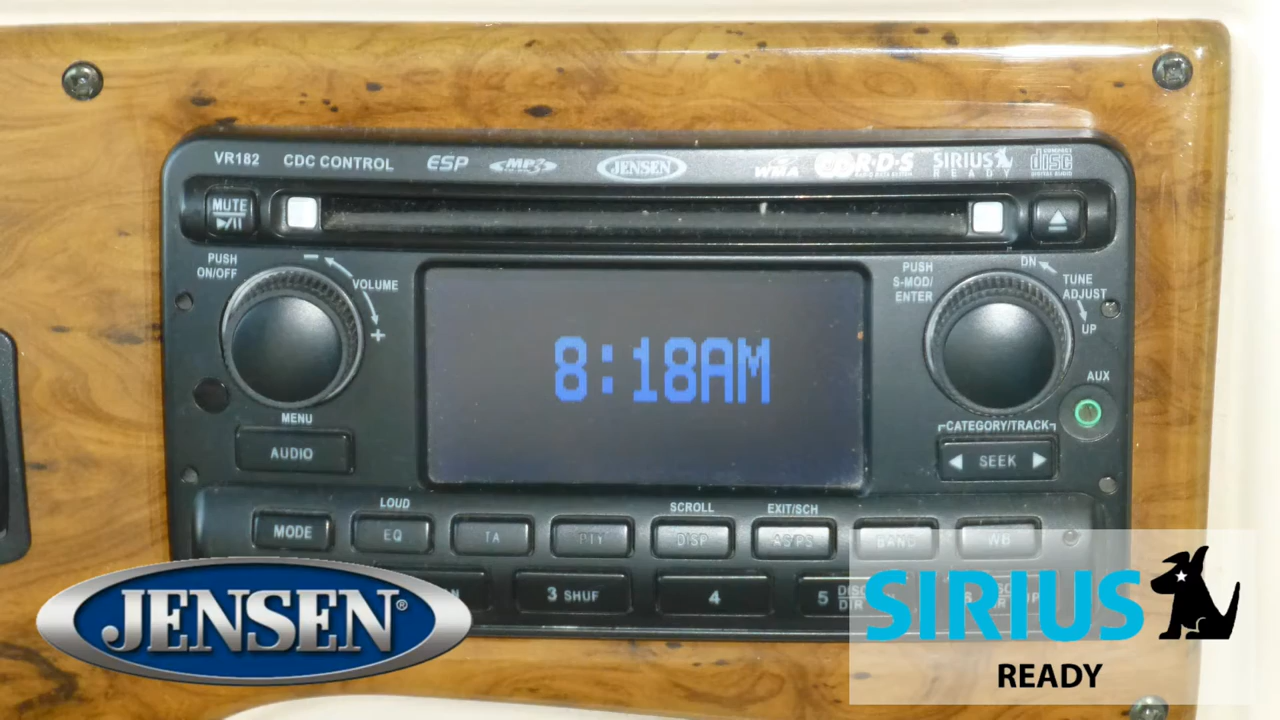 VR182 CDC CONTROL ESP MP3 JENSEN WMA CD R·D·S SIRIUS READY COMPACT disc DIGITAL AUDIO
MUTE
PUSH ON/OFF
VOLUME
− +
8:18AM
PUSH S-MOD/ENTER
DN
TUNE ADJUST
UP
AUX
MENU
AUDIO
CATEGORY/TRACK
SEEK
LOUD SCROLL EXIT/SCH
MODE EQ TA PTY DISP AS/PS BAND WB
3 SHUF 4 5 DISC DIR
JENSEN®
SIRIUS
READY